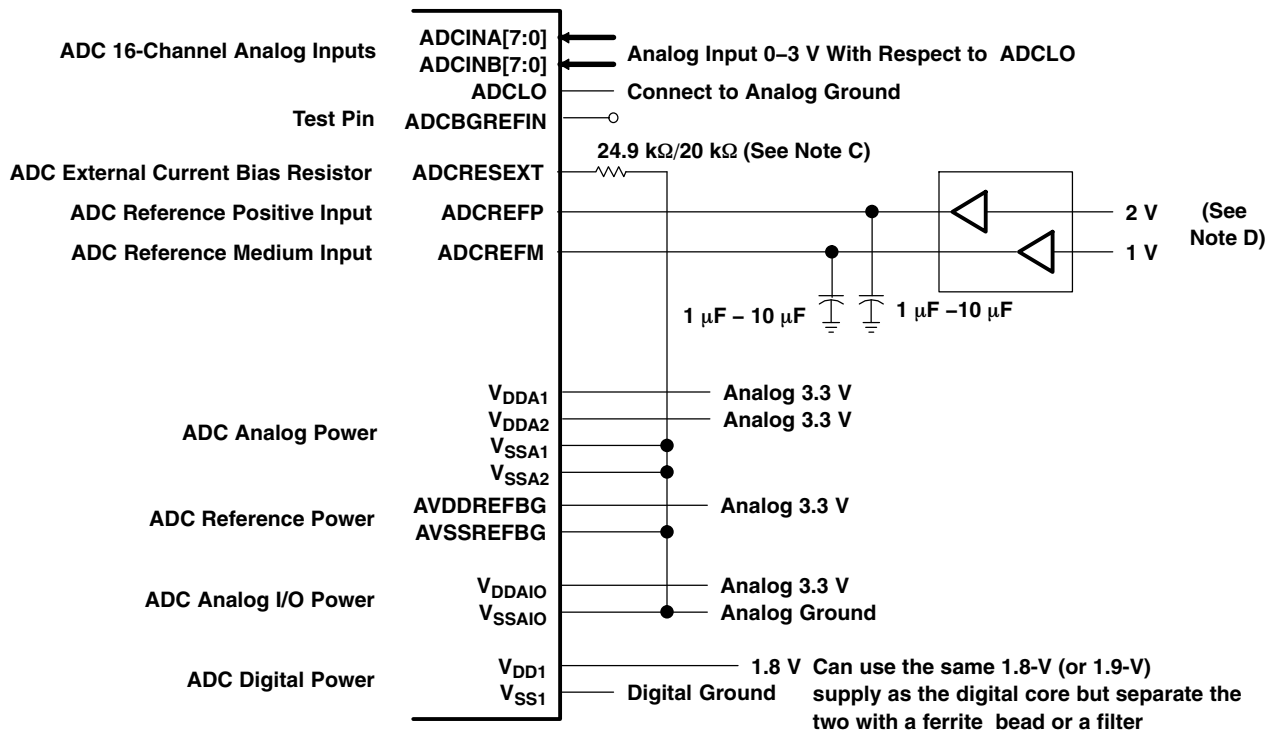 ADC 16-Channel Analog Inputs
ADCINA[7:0]
ADCINB[7:0]
Analog Input 0–3 V With Respect to ADCLO
ADCLO
Connect to Analog Ground
Test Pin
ADCBGREFIN
24.9 kΩ/20 kΩ (See Note C)
ADC External Current Bias Resistor
ADCRESEXT
ADC Reference Positive Input
ADCREFP
2 V
(See
Note D)
ADC Reference Medium Input
ADCREFM
1 V
1 μF – 10 μF
1 μF –10 μF
ADC Analog Power
VDDA1
Analog 3.3 V
VDDA2
Analog 3.3 V
VSSA1
VSSA2
ADC Reference Power
AVDDREFBG
Analog 3.3 V
AVSSREFBG
ADC Analog I/O Power
VDDAIO
Analog 3.3 V
VSSAIO
Analog Ground
ADC Digital Power
VDD1
1.8 V
Can use the same 1.8-V (or 1.9-V)
supply as the digital core but separate the
two with a ferrite bead or a filter
VSS1
Digital Ground